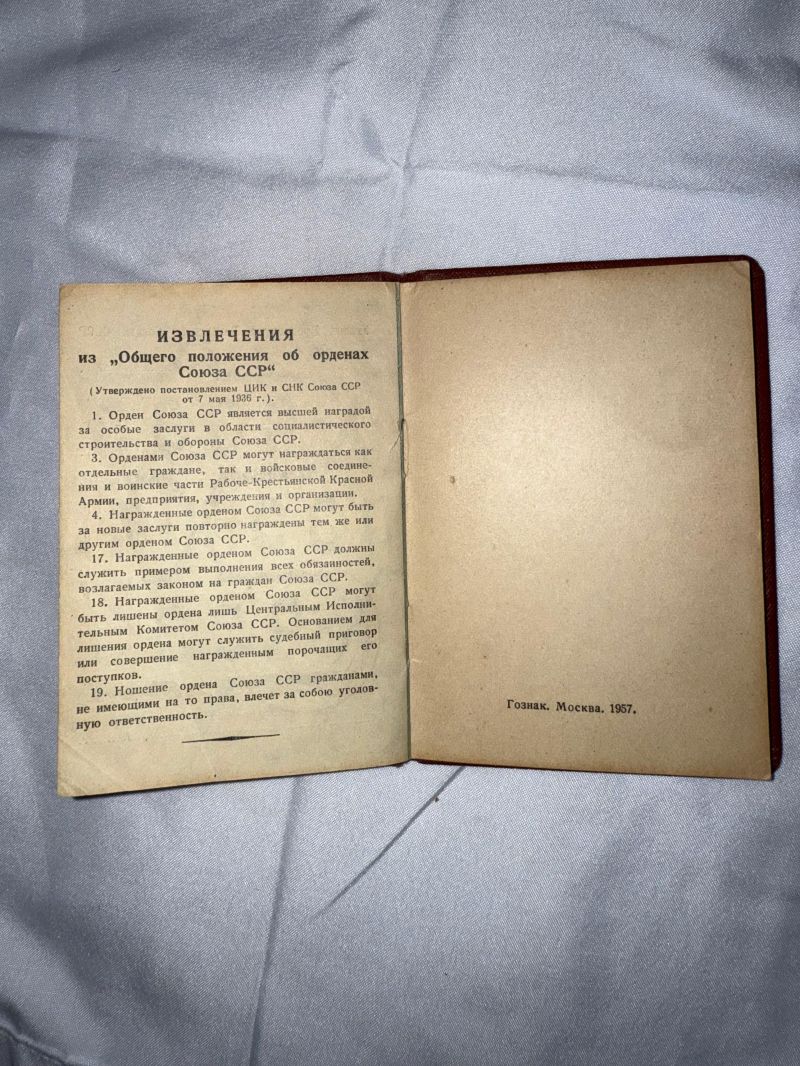 ИЗВЛЕЧЕНИЯ
из „Общего положения об орденах
Союза ССР“
(Утверждено постановлением ЦИК и СНК Союза ССР
от 7 мая 1936 г.).
1. Орден Союза ССР является высшей наградой
за особые заслуги в области социалистического
строительства и обороны Союза ССР.
3. Орденами Союза ССР могут награждаться как
отдельные граждане, так и войсковые соедине-
ния и воинские части Рабоче-Крестьянской Красной
Армии, предприятия, учреждения и организации.
4. Награжденные орденом Союза ССР могут быть
за новые заслуги повторно награждены тем же или
другим орденом Союза ССР.
17. Награжденные орденом Союза ССР должны
служить примером выполнения всех обязанностей,
возлагаемых законом на граждан Союза ССР.
18. Награжденные орденом Союза ССР могут
быть лишены ордена лишь Центральным Исполни-
тельным Комитетом Союза ССР. Основанием для
лишения ордена могут служить судебный приговор
или совершение награжденным порочащих его
поступков.
19. Ношение ордена Союза ССР гражданами,
не имеющими на то права, влечет за собою уголов-
ную ответственность.
Гознак. Москва. 1957.